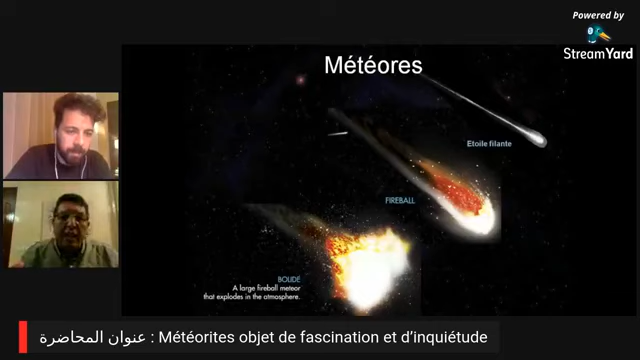 Powered by
StreamYard
Météores
Etoile filante
FIREBALL
BOLIDE
A large fireball meteor
that explodes in the atmosphere.
عنوان المحاضرة : Météorites objet de fascination et d’inquiétude